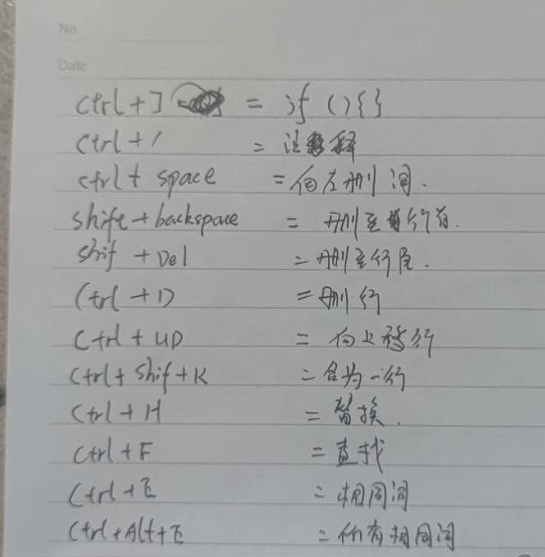 No.
Date
Ctrl+J = if (){}
Ctrl+/ = 注释
ctrl+ space = 向左删词.
shift+backspace = 删至行首.
shif +Del = 删至行尾.
Ctrl+D = 删行
Ctrl+UP = 向上移行
Ctrl+Shif+K = 合为一行
Ctrl+H = 替换.
Ctrl+F = 查找
Ctrl+E = 相同词
Ctrl+Alt+E = 所有相同词